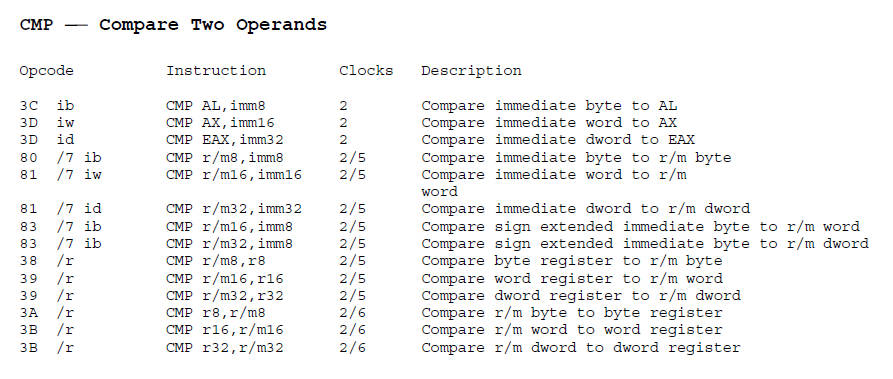 CMP — Compare Two Operands
Opcode Instruction Clocks Description
3C ib CMP AL,imm8 2 Compare immediate byte to AL
3D iw CMP AX,imm16 2 Compare immediate word to AX
3D id CMP EAX,imm32 2 Compare immediate dword to EAX
80 /7 ib CMP r/m8,imm8 2/5 Compare immediate byte to r/m byte
81 /7 iw CMP r/m16,imm16 2/5 Compare immediate word to r/m
word
81 /7 id CMP r/m32,imm32 2/5 Compare immediate dword to r/m dword
83 /7 ib CMP r/m16,imm8 2/5 Compare sign extended immediate byte to r/m word
83 /7 ib CMP r/m32,imm8 2/5 Compare sign extended immediate byte to r/m dword
38 /r CMP r/m8,r8 2/5 Compare byte register to r/m byte
39 /r CMP r/m16,r16 2/5 Compare word register to r/m word
39 /r CMP r/m32,r32 2/5 Compare dword register to r/m dword
3A /r CMP r8,r/m8 2/6 Compare r/m byte to byte register
3B /r CMP r16,r/m16 2/6 Compare r/m word to word register
3B /r CMP r32,r/m32 2/6 Compare r/m dword to dword register